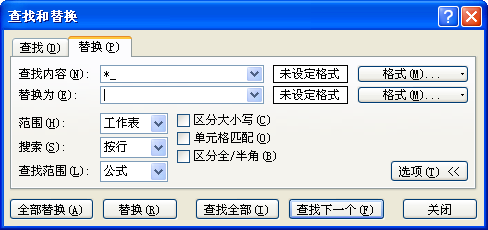 查找和替换
查找(D) 替换(P)
查找内容(N): *_ 未设定格式 格式(M)...
替换为(E): 未设定格式 格式(M)...
范围(H): 工作表 区分大小写(C)
搜索(S): 按行 单元格匹配(O)
查找范围(L): 公式 区分全/半角(B)
选项(T) <<
全部替换(A) 替换(R) 查找全部(I) 查找下一个(F) 关闭